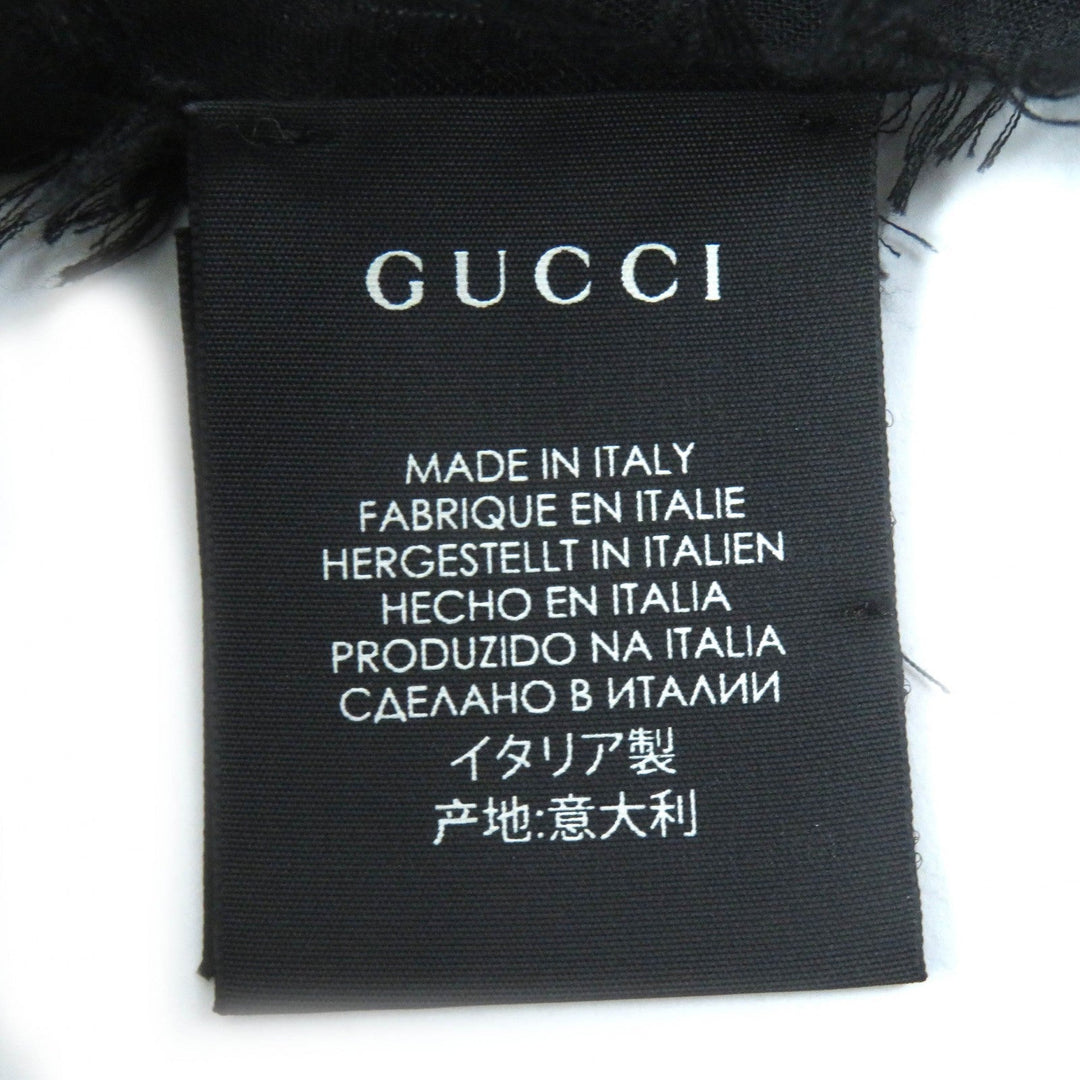 GUCCI
MADE IN ITALY
FABRIQUE EN ITALIE
HERGESTELLT IN ITALIEN
HECHO EN ITALIA
PRODUZIDO NA ITALIA
СДЕЛАНО В ИТАЛИИ
イタリア製
产地:意大利